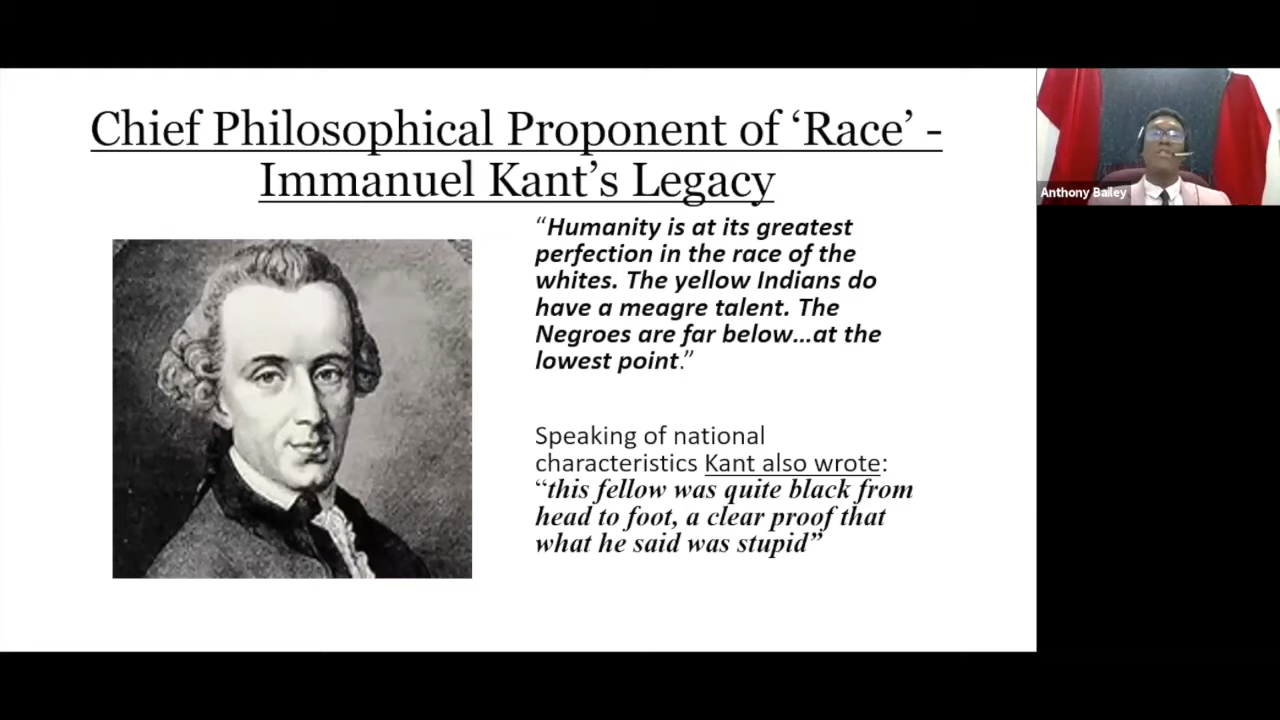 Chief Philosophical Proponent of ‘Race’ -
Immanuel Kant’s Legacy
“Humanity is at its greatest
perfection in the race of the
whites. The yellow Indians do
have a meagre talent. The
Negroes are far below...at the
lowest point.”
Speaking of national
characteristics Kant also wrote:
“this fellow was quite black from
head to foot, a clear proof that
what he said was stupid”
Anthony Bailey